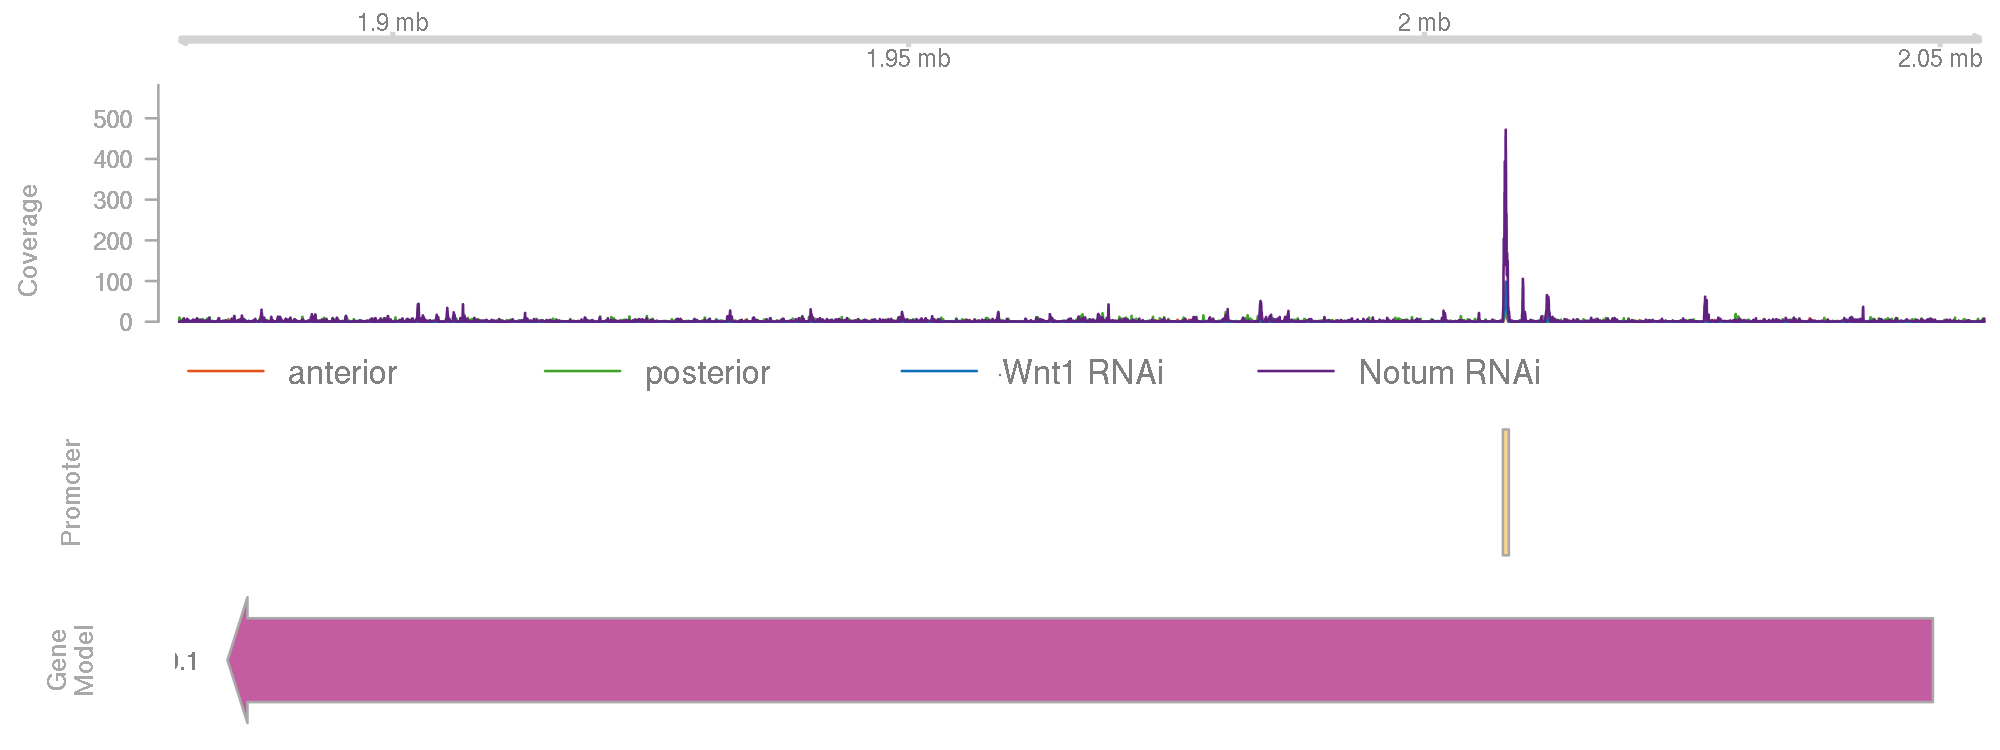 1.9 mb 2 mb
1.95 mb 2.05 mb
500
400
300
200
100
0
Coverage
anterior posterior Wnt1 RNAi Notum RNAi
Promoter
Gene
Model
.1